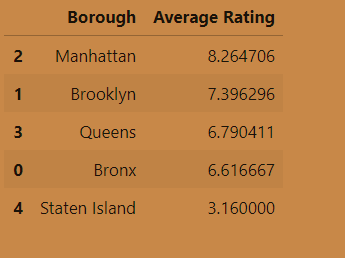 Borough Average Rating
2 Manhattan 8.264706
1 Brooklyn 7.396296
3 Queens 6.790411
0 Bronx 6.616667
4 Staten Island 3.160000